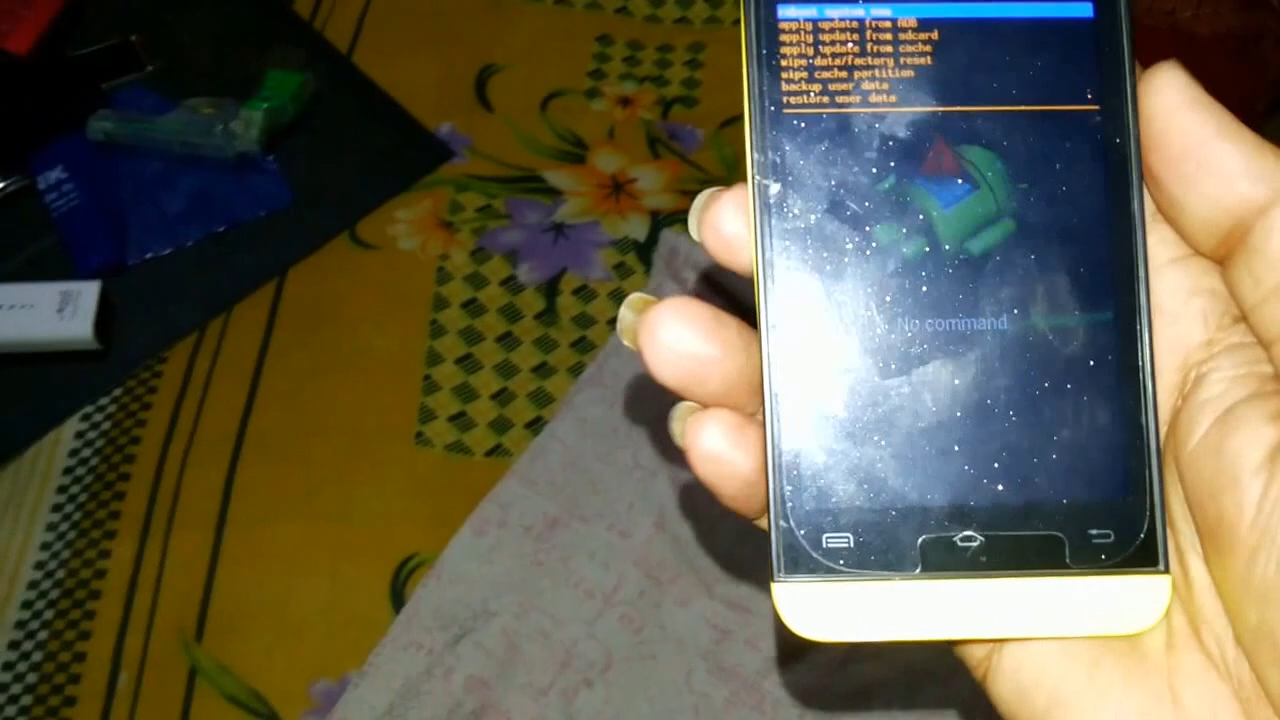 reboot system now
apply update from ADB
apply update from sdcard
apply update from cache
wipe data/factory reset
wipe cache partition
backup user data
restore user data
No command